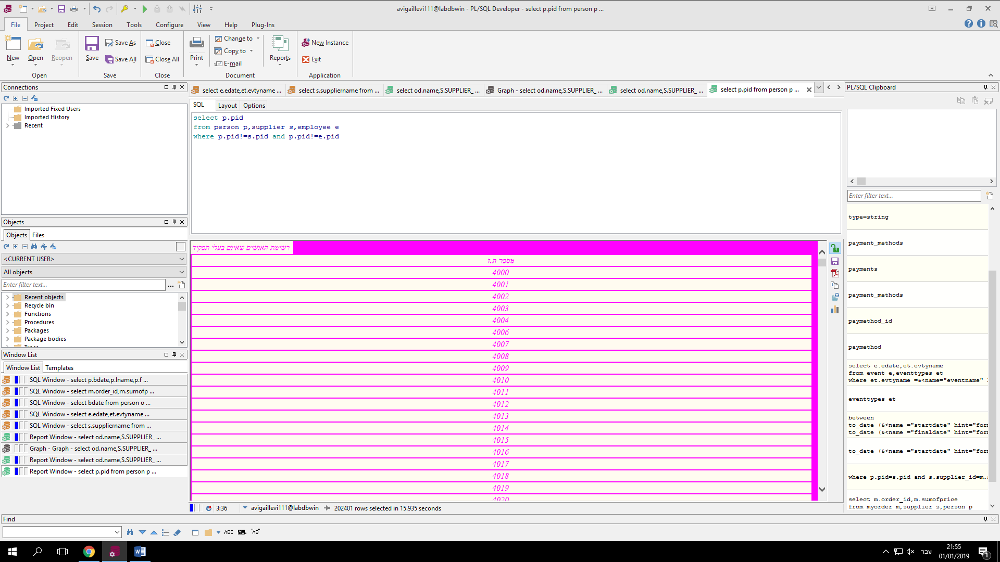 avigaillevi111@labdbwin - PL/SQL Developer - select p.pid from person p ...
File Project Edit Session Tools Configure View Help Plug-Ins
New Open Reopen Save Save As Save All Close Close All Print Change to Copy to E-mail Reports New Instance Exit
Open Save Close Document Application
Connections
Imported Fixed Users
Imported History
Recent
Objects
Objects Files
<CURRENT USER>
All objects
Enter filter text...
Recent objects
Recycle bin
Functions
Procedures
Packages
Package bodies
Window List
Window List Templates
SQL Window - select p.bdate,p.lname,p.f ...
SQL Window - select m.order_id,m.sumofp ...
SQL Window - select bdate from person o ...
SQL Window - select e.edate,et.evtyname ...
SQL Window - select s.suppliername from ...
Report Window - select od.name,S.SUPPLIER_ ...
Graph - Graph - select od.name,S.SUPPLIER_ ...
Report Window - select od.name,S.SUPPLIER_ ...
Report Window - select p.pid from person p ...
select e.edate,et.evtyname ... select s.suppliername from ... select od.name,S.SUPPLIER_ ... Graph - select od.name,S.SUPPLIER_ ... select od.name,S.SUPPLIER_ ... select p.pid from person p ...
SQL Layout Options
select p.pid
from person p,supplier s,employee e
where p.pid!=s.pid and p.pid!=e.pid
רשימת האנשים שאינם בעלי תפקיד
מספר ת.ז
4000
4001
4002
4003
4004
4006
4007
4008
4009
4010
4011
4012
4013
4014
4015
4016
4017
4018
4019
4020
3:36 avigaillevi111@labdbwin 202401 rows selected in 15.935 seconds
PL/SQL Clipboard
Enter filter text...
type=string
payment_methods
payments
payment_methods
paymethod_id
paymethod
select e.edate,et.evtyname
from event e,eventtypes et
where et.evtyname =&<name="eventname"
eventtypes et
between
to_date (&<name ="startdate" hint="for
to_date (&<name ="finaldate" hint="for
to_date (&<name ="startdate" hint="for
where p.pid=s.pid and s.supplier_id=m.
select m.order_id,m.sumofprice
from myorder m,supplier s,person p
Find
ABC "AB"
עבר 21:55
01/01/2019
1